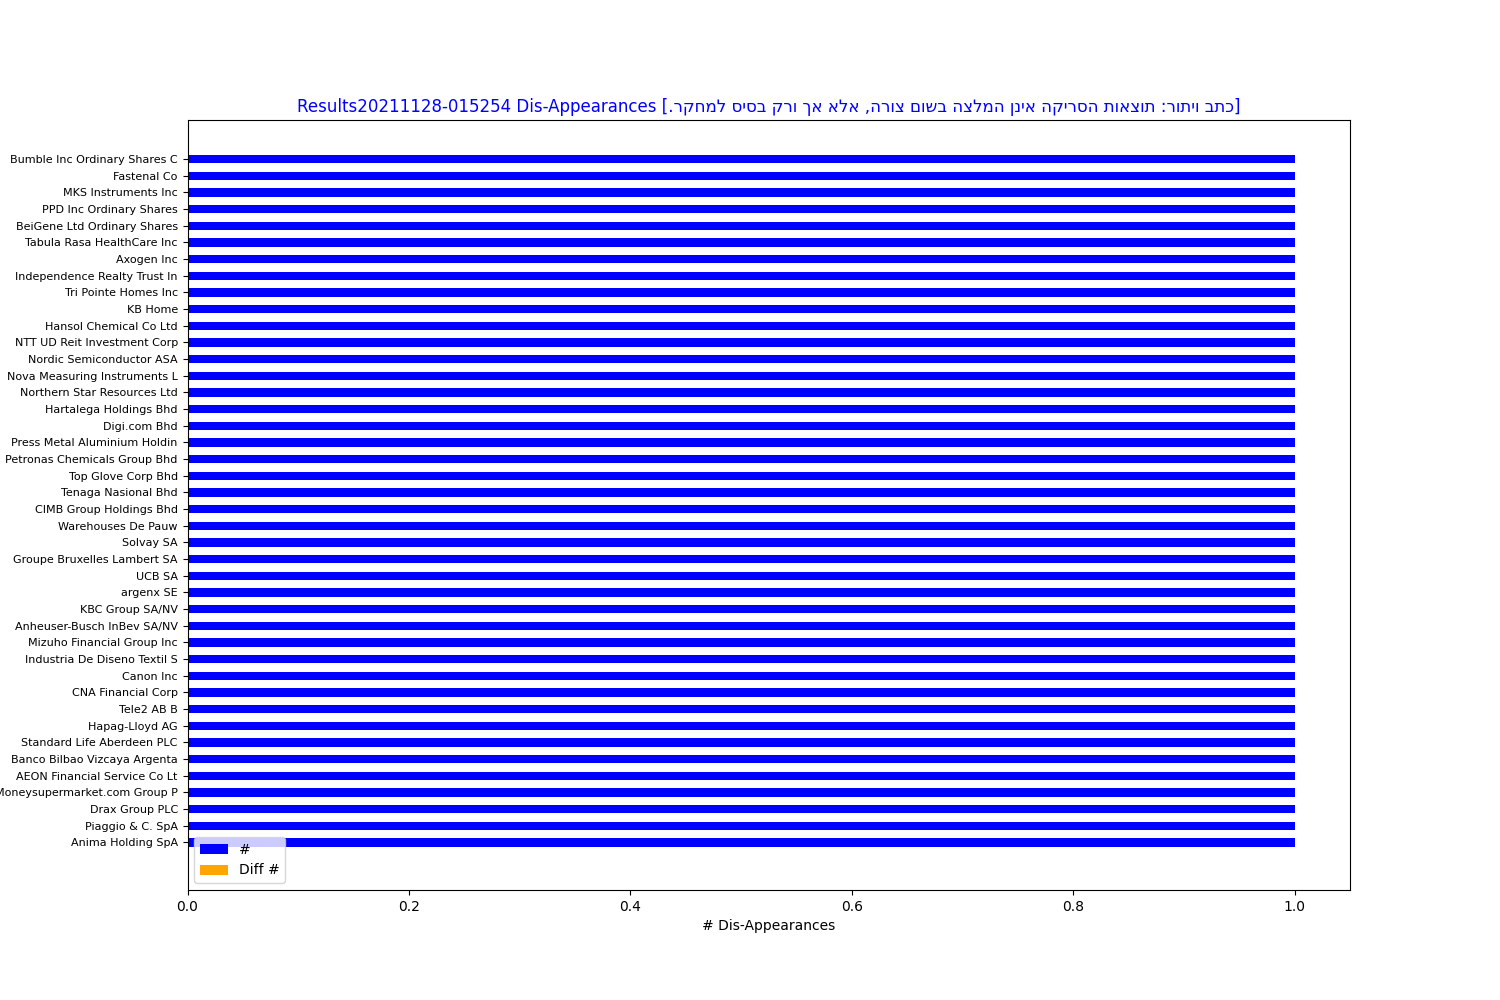 Results20211128-015254 Dis-Appearances [כתב ויתור: תוצאות הסריקה אינן המלצה בשום צורה, אלא אך ורק בסיס למחקר.]
Bumble Inc Ordinary Shares C
Fastenal Co
MKS Instruments Inc
PPD Inc Ordinary Shares
BeiGene Ltd Ordinary Shares
Tabula Rasa HealthCare Inc
Axogen Inc
Independence Realty Trust In
Tri Pointe Homes Inc
KB Home
Hansol Chemical Co Ltd
NTT UD Reit Investment Corp
Nordic Semiconductor ASA
Nova Measuring Instruments L
Northern Star Resources Ltd
Hartalega Holdings Bhd
Digi.com Bhd
Press Metal Aluminium Holdin
Petronas Chemicals Group Bhd
Top Glove Corp Bhd
Tenaga Nasional Bhd
CIMB Group Holdings Bhd
Warehouses De Pauw
Solvay SA
Groupe Bruxelles Lambert SA
UCB SA
argenx SE
KBC Group SA/NV
Anheuser-Busch InBev SA/NV
Mizuho Financial Group Inc
Industria De Diseno Textil S
Canon Inc
CNA Financial Corp
Tele2 AB B
Hapag-Lloyd AG
Standard Life Aberdeen PLC
Banco Bilbao Vizcaya Argenta
AEON Financial Service Co Lt
Moneysupermarket.com Group P
Drax Group PLC
Piaggio & C. SpA
Anima Holding SpA
#
Diff #
0.0 0.2 0.4 0.6 0.8 1.0
# Dis-Appearances